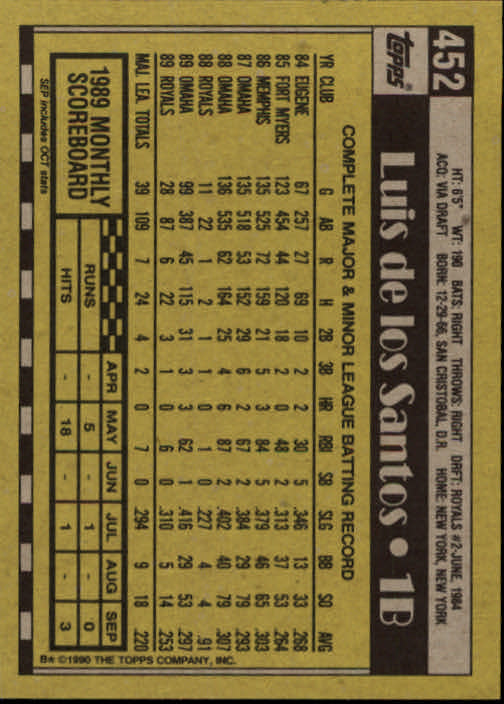 452
Topps®
HT: 6'5" WT: 190 BATS: RIGHT THROWS: RIGHT DRFT: ROYALS #2-JUNE, 1984
ACQ: VIA DRAFT BORN: 12-29-66, SAN CRISTOBAL, D.R. HOME: NEW YORK, NEW YORK
Luis de los Santos • 1B
COMPLETE MAJOR & MINOR LEAGUE BATTING RECORD
YR CLUB G AB R H 2B 3B HR RBI SB SLG BB SO AVG
84 EUGENE 67 257 27 69 10 2 2 30 5 .346 13 33 .268
85 FORT MYERS 123 454 44 120 18 2 0 48 2 .313 37 53 .264
86 MEMPHIS 135 525 72 159 21 5 3 84 5 .379 46 65 .303
87 OMAHA 135 518 53 152 29 6 2 67 2 .384 29 79 .293
88 OMAHA 136 535 62 164 25 4 6 87 2 .402 40 79 .307
88 ROYALS 11 22 1 2 1 1 0 1 0 .227 4 4 .91
89 OMAHA 99 387 45 115 31 3 3 62 1 .416 29 53 .297
89 ROYALS 28 87 6 22 3 1 0 6 0 .310 5 14 .253
MAJ. LEA. TOTALS 39 109 7 24 4 2 0 7 0 .294 9 18 .220
1989 MONTHLY
SCOREBOARD
SEP includes OCT stats
APR MAY JUN JUL AUG SEP
RUNS - 5 - 1 - 0
HITS - 18 - 1 - 3
B* ©1990 THE TOPPS COMPANY, INC.